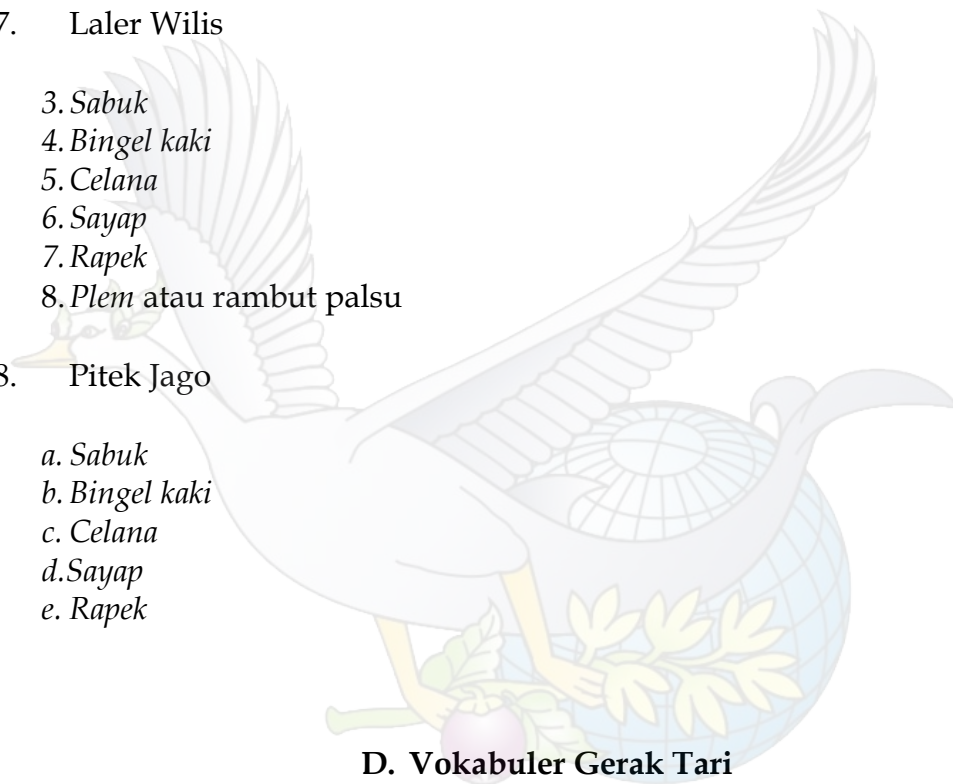 7. Laler Wilis
3. Sabuk
4. Bingel kaki
5. Celana
6. Sayap
7. Rapek
8. Plem atau rambut palsu
8. Pitek Jago
a. Sabuk
b. Bingel kaki
c. Celana
d.Sayap
e. Rapek
D. Vokabuler Gerak Tari